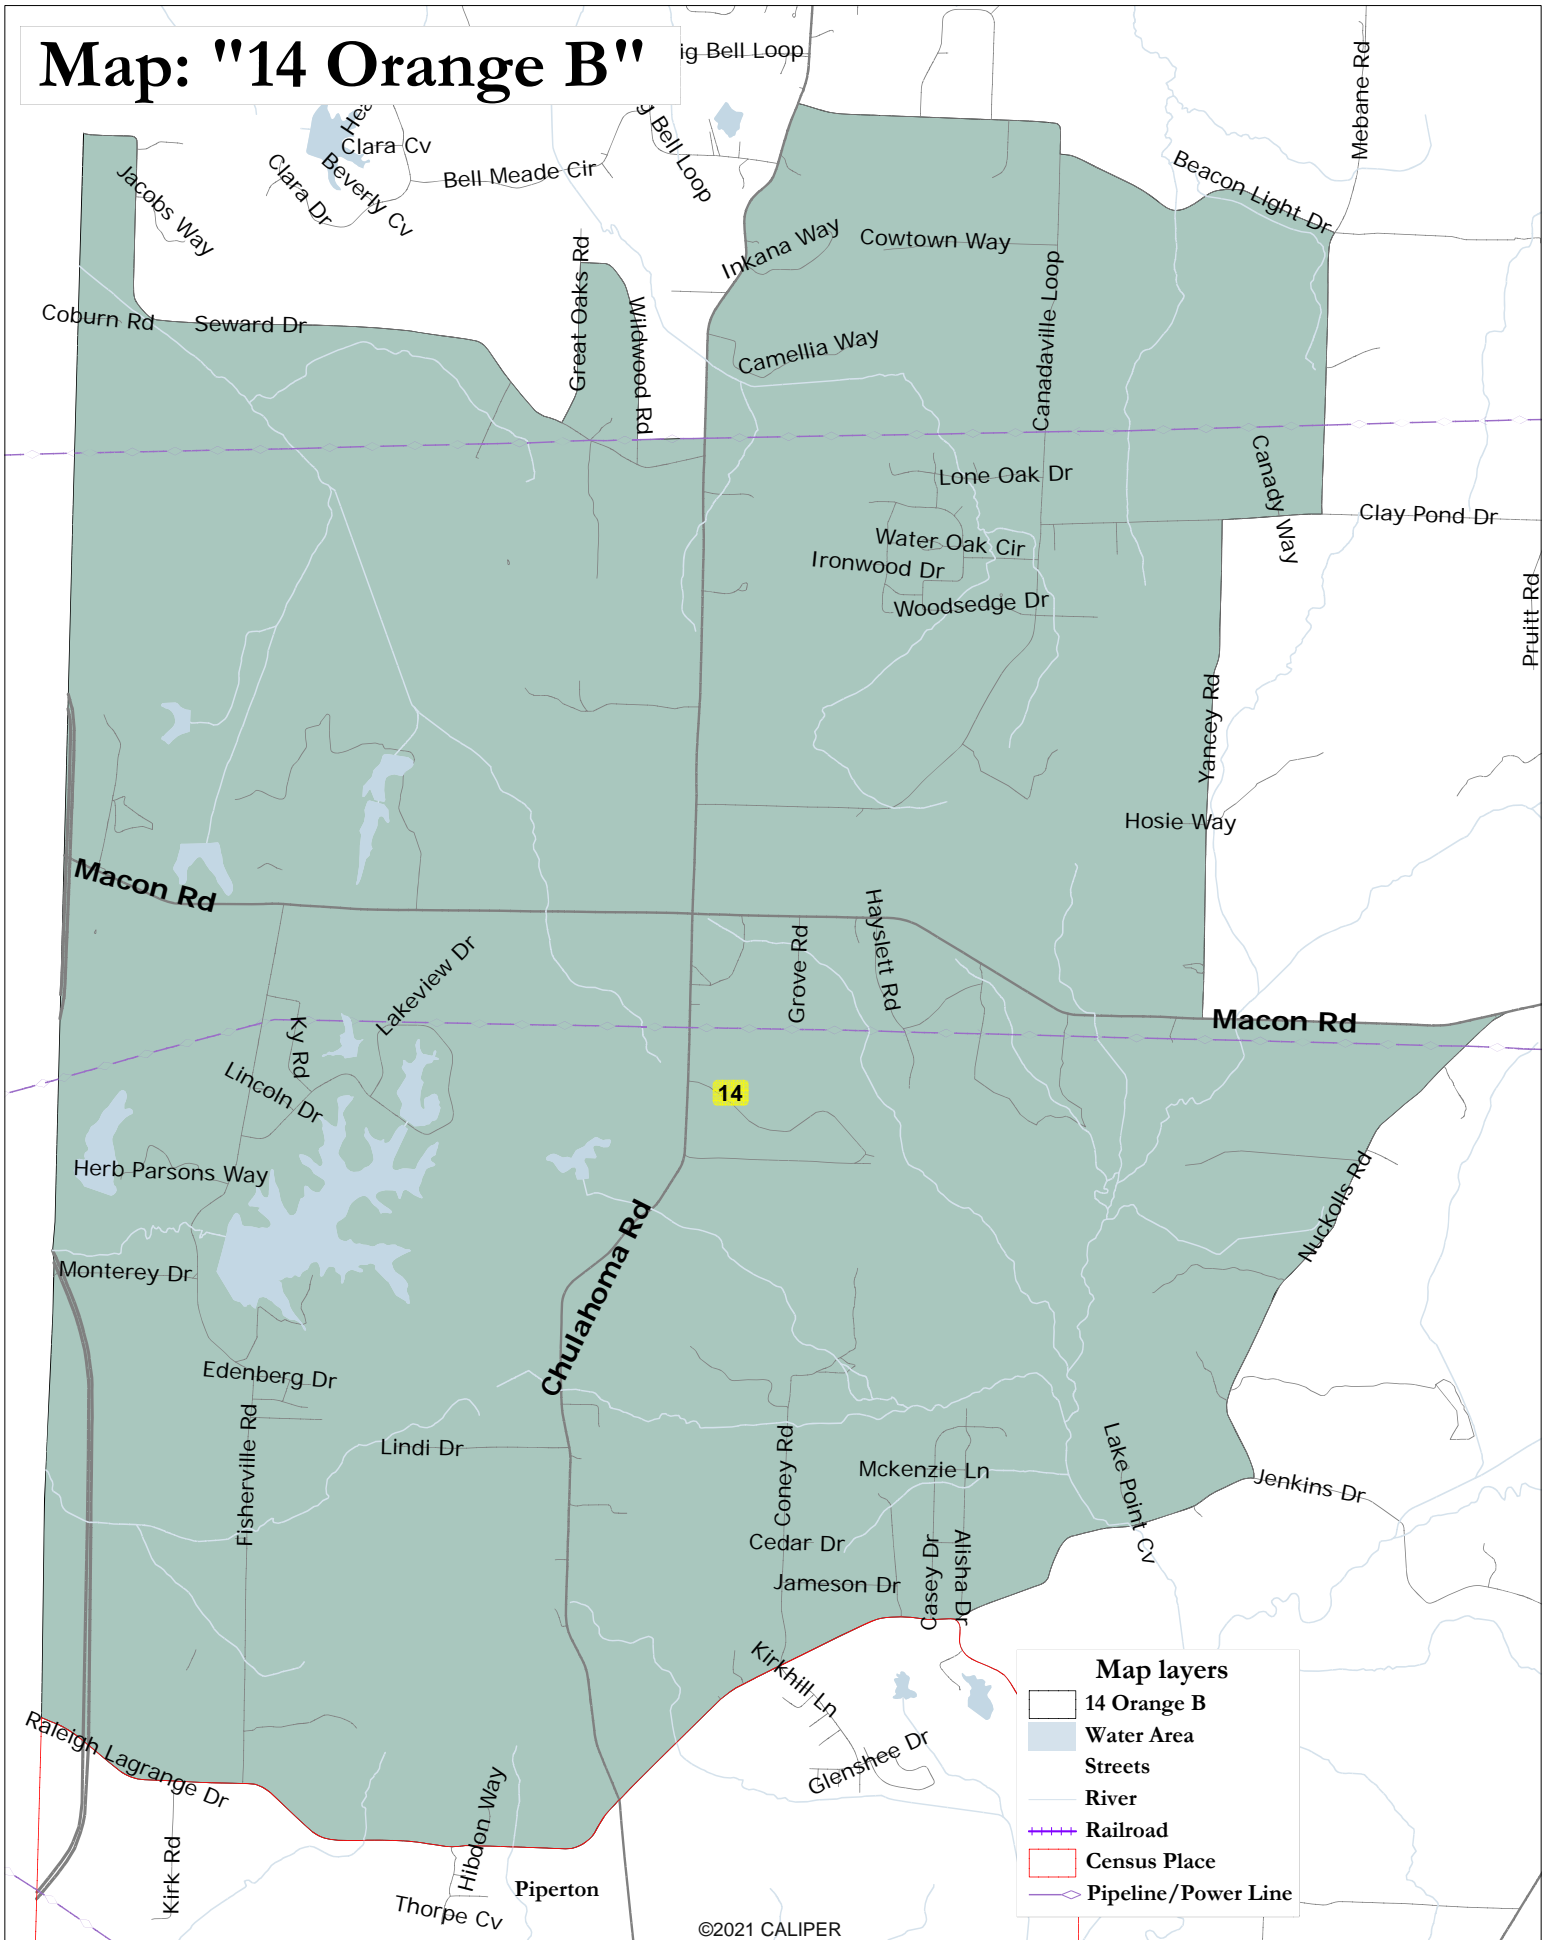 Map: "14 Orange B"
ig Bell Loop
Mebane Rd
Hea
g Bell Loop
Clara Cv
Clara Dr
Beverly Cv
Bell Meade Cir
Jacobs Way
Beacon Light Dr
Inkana Way
Cowtown Way
Great Oaks Rd
Wildwood Rd
Canadaville Loop
Coburn Rd
Seward Dr
Camellia Way
Canady Way
Lone Oak Dr
Clay Pond Dr
Water Oak Cir
Ironwood Dr
Woodsedge Dr
Pruitt Rd
Yancey Rd
Hosie Way
Macon Rd
Hayslett Rd
Grove Rd
Lakeview Dr
Ky Rd
Macon Rd
Lincoln Dr
14
Herb Parsons Way
Nuckolls Rd
Chulahoma Rd
Monterey Dr
Edenberg Dr
Fisherville Rd
Lindi Dr
Coney Rd
Mckenzie Ln
Lake Point Cv
Jenkins Dr
Cedar Dr
Casey Dr
Alisha Dr
Jameson Dr
Kirkhill Ln
Glenshee Dr
Raleigh Lagrange Dr
Hibdon Way
Kirk Rd
Piperton
Thorpe Cv
Map layers
14 Orange B
Water Area
Streets
River
Railroad
Census Place
Pipeline/Power Line
©2021 CALIPER